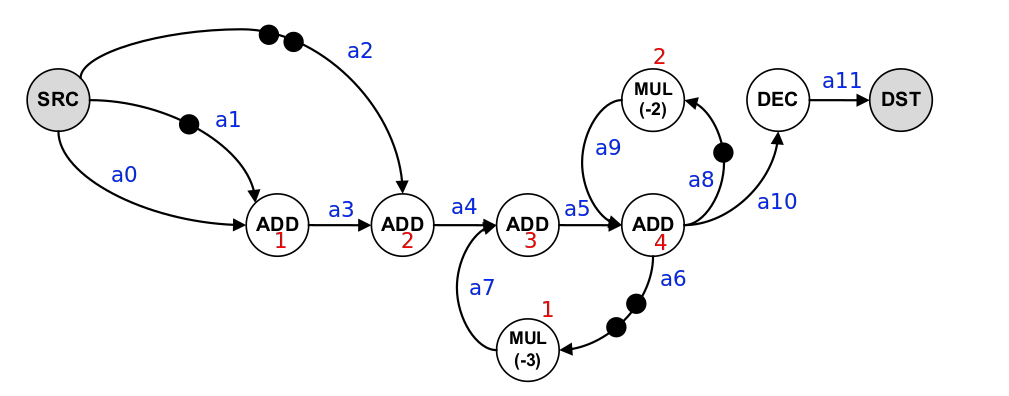 a2
2
SRC
MUL
(-2)
DEC
a11
DST
a1
a9
a0
a8
a3
a4
a5
a10
ADD
1
ADD
2
ADD
3
ADD
4
a7
a6
1
MUL
(-3)